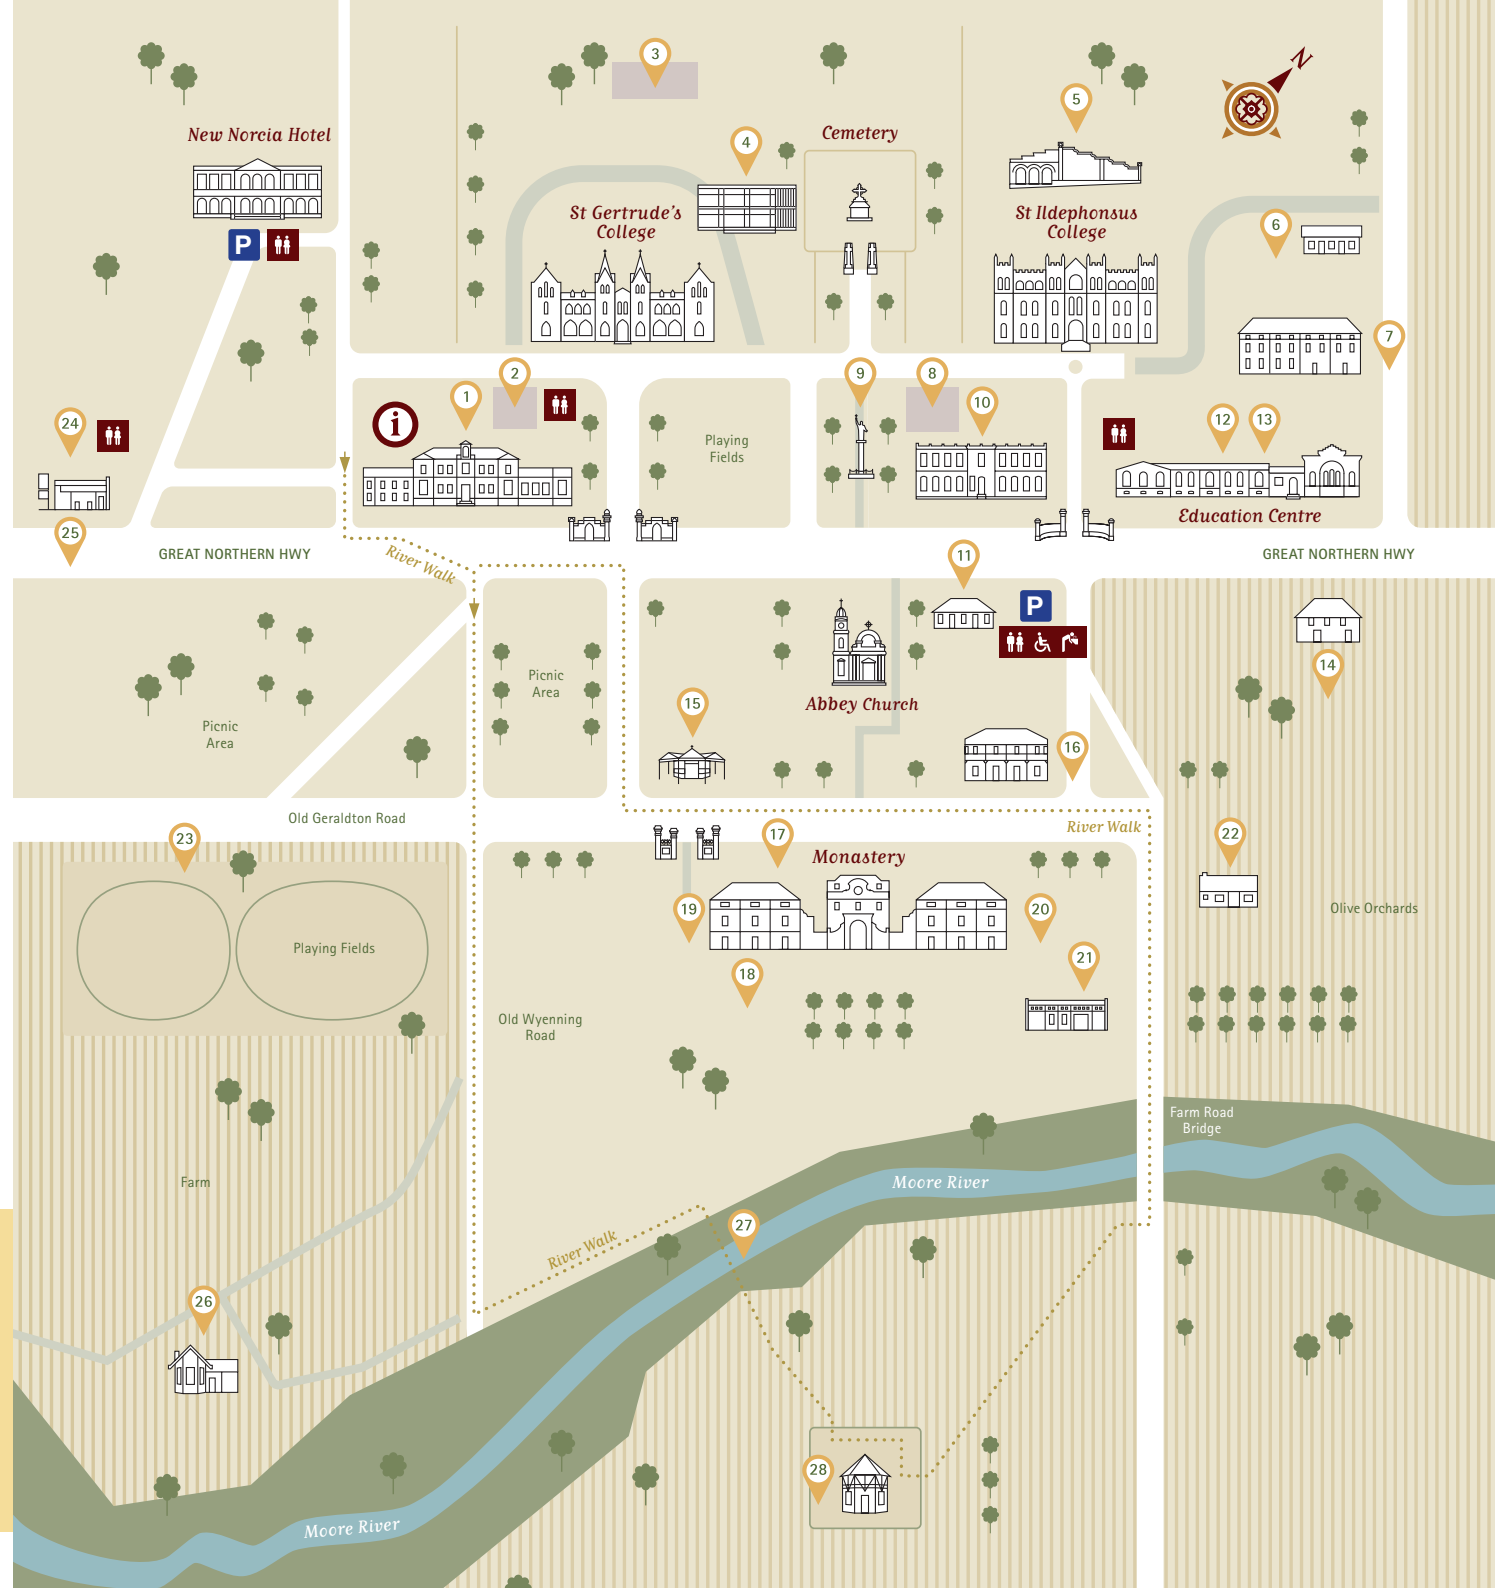 N
3
5
New Norcia Hotel
4
Cemetery
P
St Gertrude's
College
St Ildephonsus
College
6
7
1
2
i
9
8
10
24
Playing
Fields
12
13
25
GREAT NORTHERN HWY
River Walk
Education Centre
GREAT NORTHERN HWY
11
P
14
Picnic
Area
Picnic
Area
15
Abbey Church
16
Old Geraldton Road
River Walk
23
17
22
Monastery
19
20
Olive Orchards
Playing Fields
18
21
Old Wyenning
Road
Farm
Farm Road
Bridge
Moore River
27
River Walk
26
28
Moore River